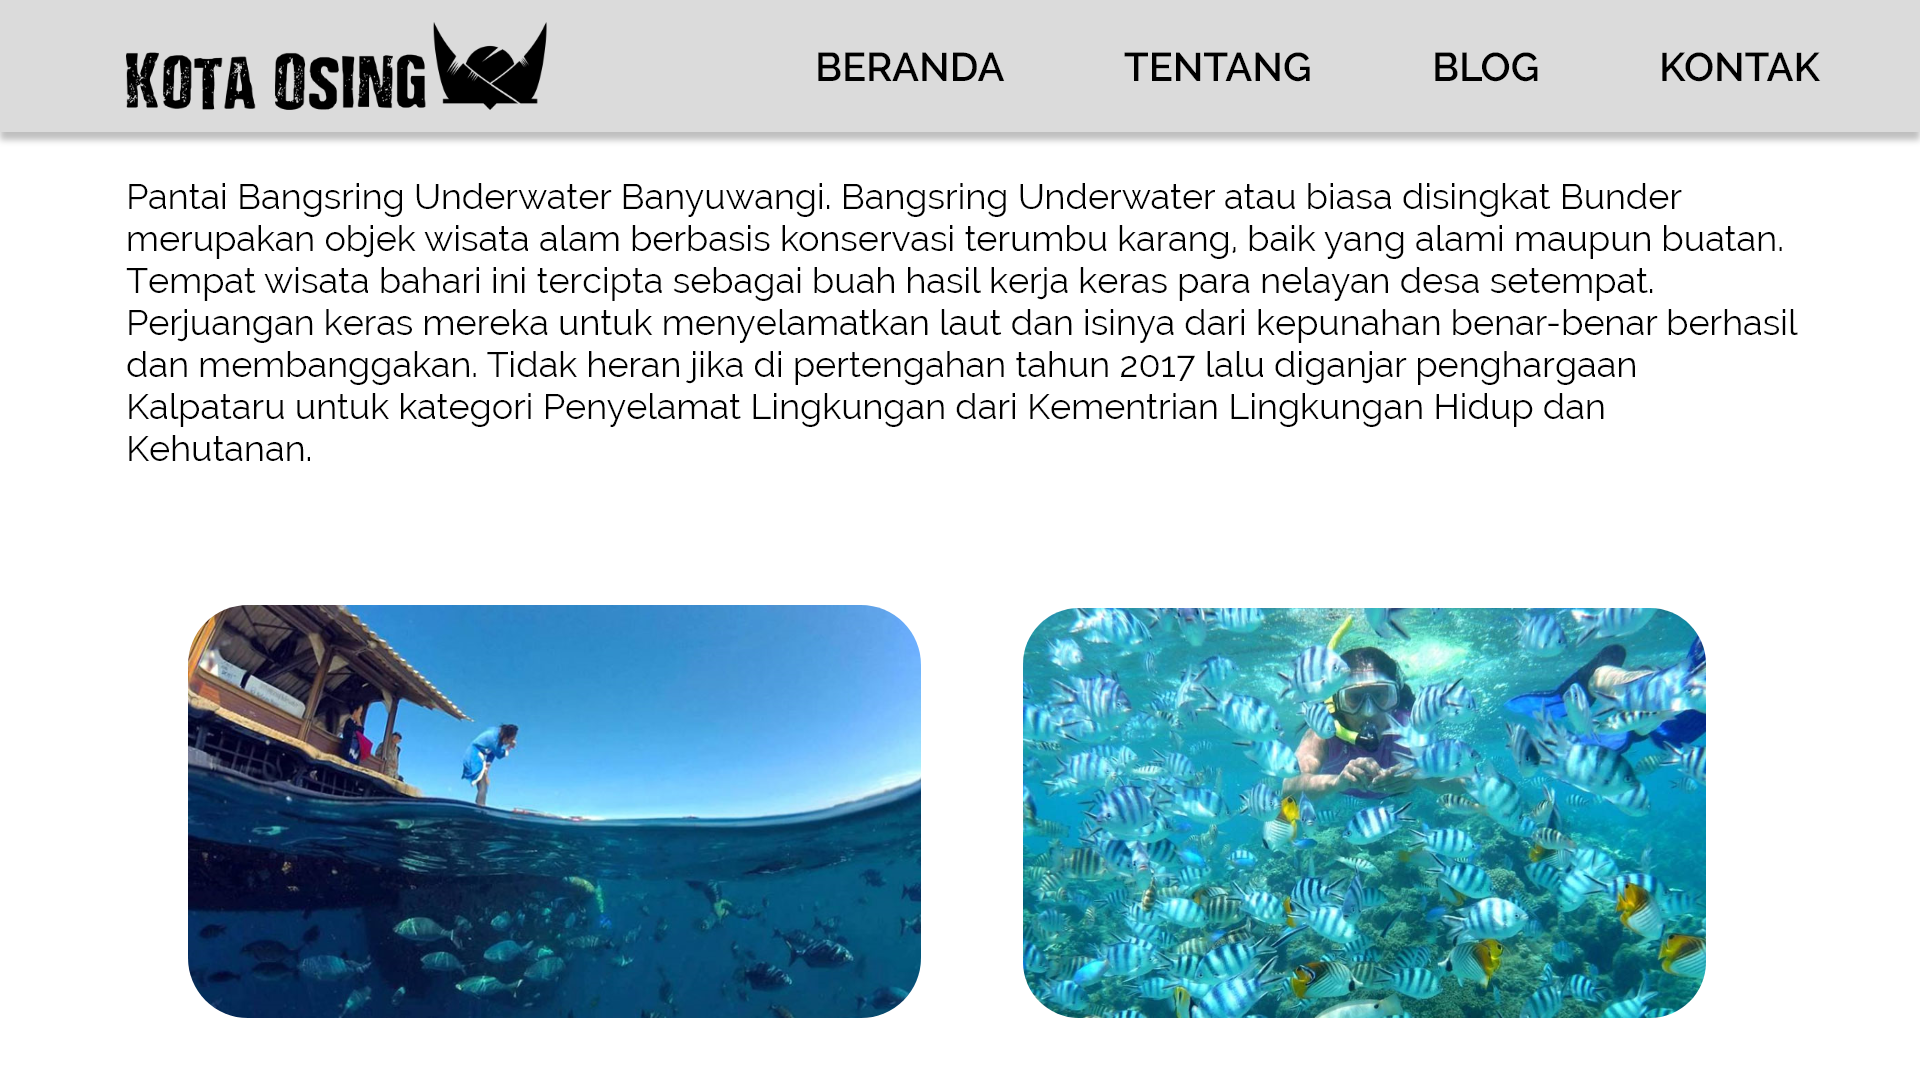 KOTA OSING
BERANDA
TENTANG
BLOG
KONTAK
Pantai Bangsring Underwater Banyuwangi. Bangsring Underwater atau biasa disingkat Bunder
merupakan objek wisata alam berbasis konservasi terumbu karang, baik yang alami maupun buatan.
Tempat wisata bahari ini tercipta sebagai buah hasil kerja keras para nelayan desa setempat.
Perjuangan keras mereka untuk menyelamatkan laut dan isinya dari kepunahan benar-benar berhasil
dan membanggakan. Tidak heran jika di pertengahan tahun 2017 lalu diganjar penghargaan
Kalpataru untuk kategori Penyelamat Lingkungan dari Kementrian Lingkungan Hidup dan
Kehutanan.